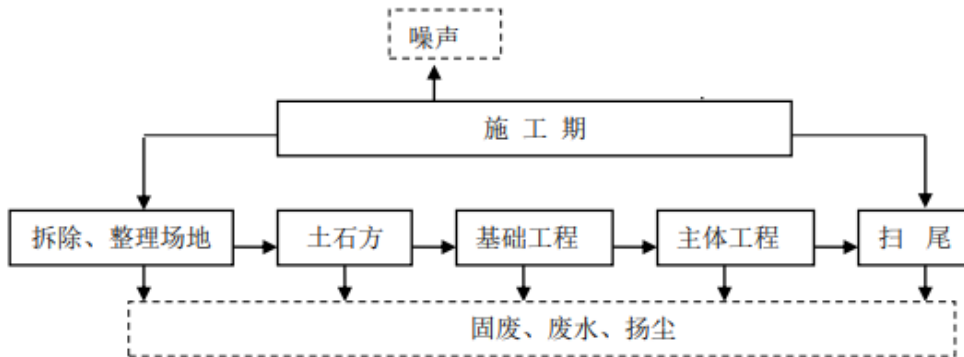 噪声
施 工 期
拆除、整理场地
土石方
基础工程
主体工程
扫 尾
固废、废水、扬尘